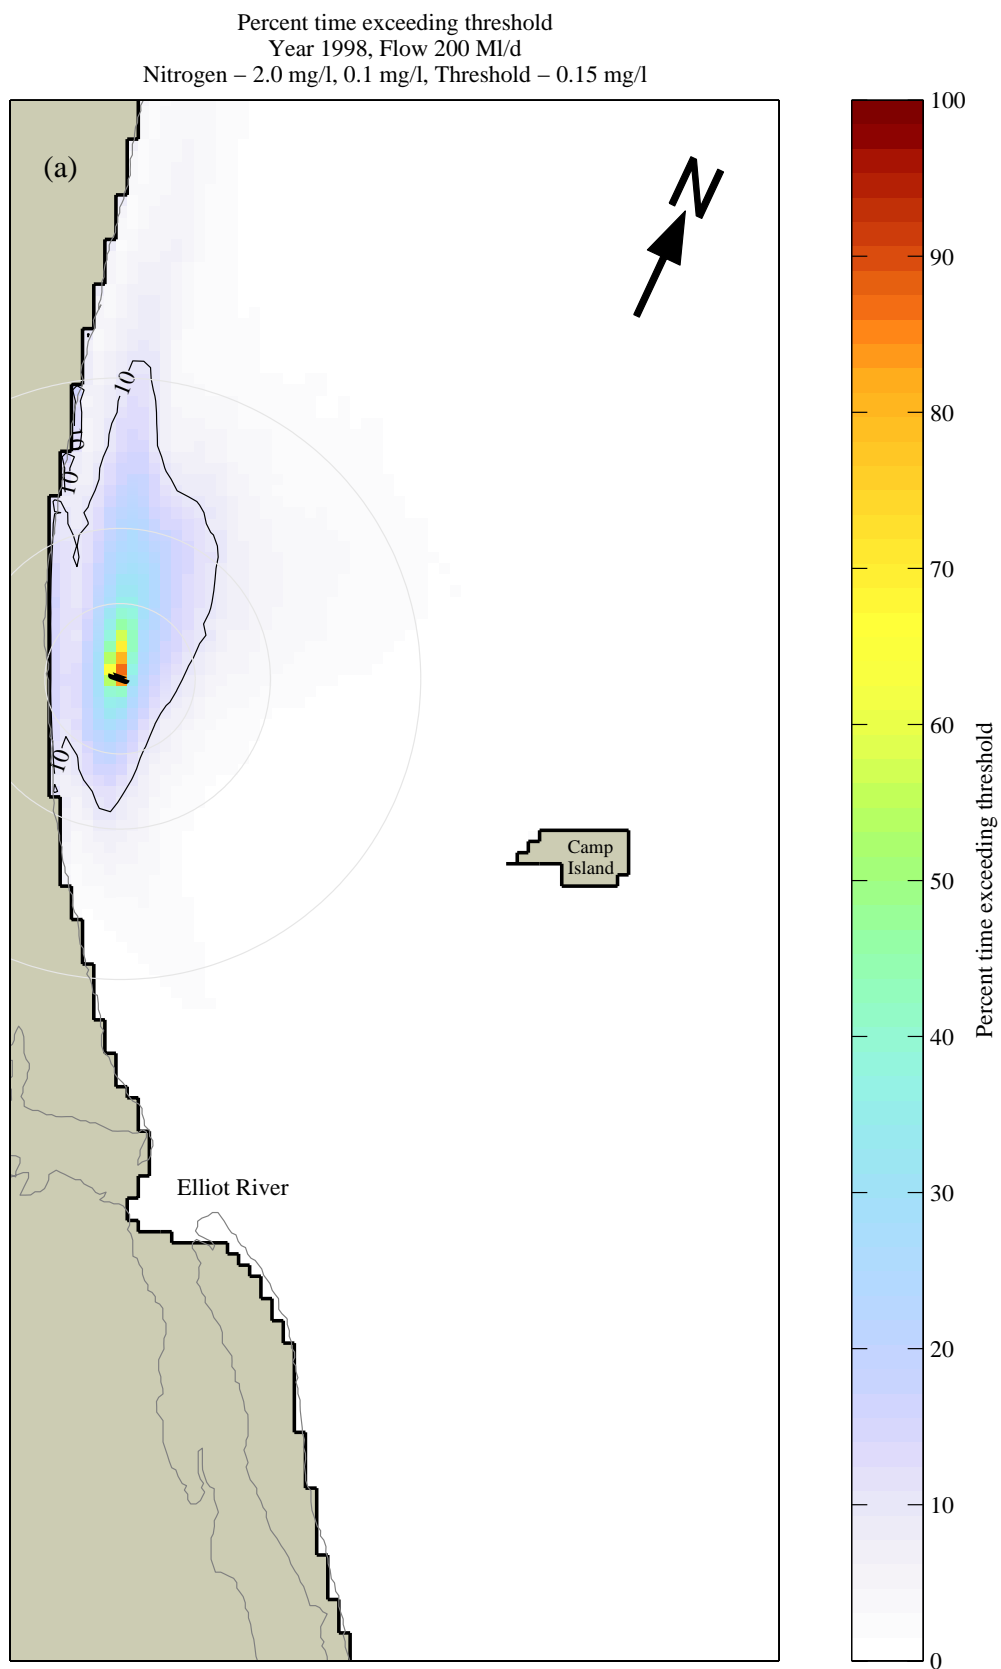 Percent time exceeding threshold
Year 1998, Flow 200 Ml/d
Nitrogen – 2.0 mg/l, 0.1 mg/l, Threshold – 0.15 mg/l
(a)
N
10
10
10
10
Camp
Island
Elliot River
100
90
80
70
60
50
40
30
20
10
0
Percent time exceeding threshold